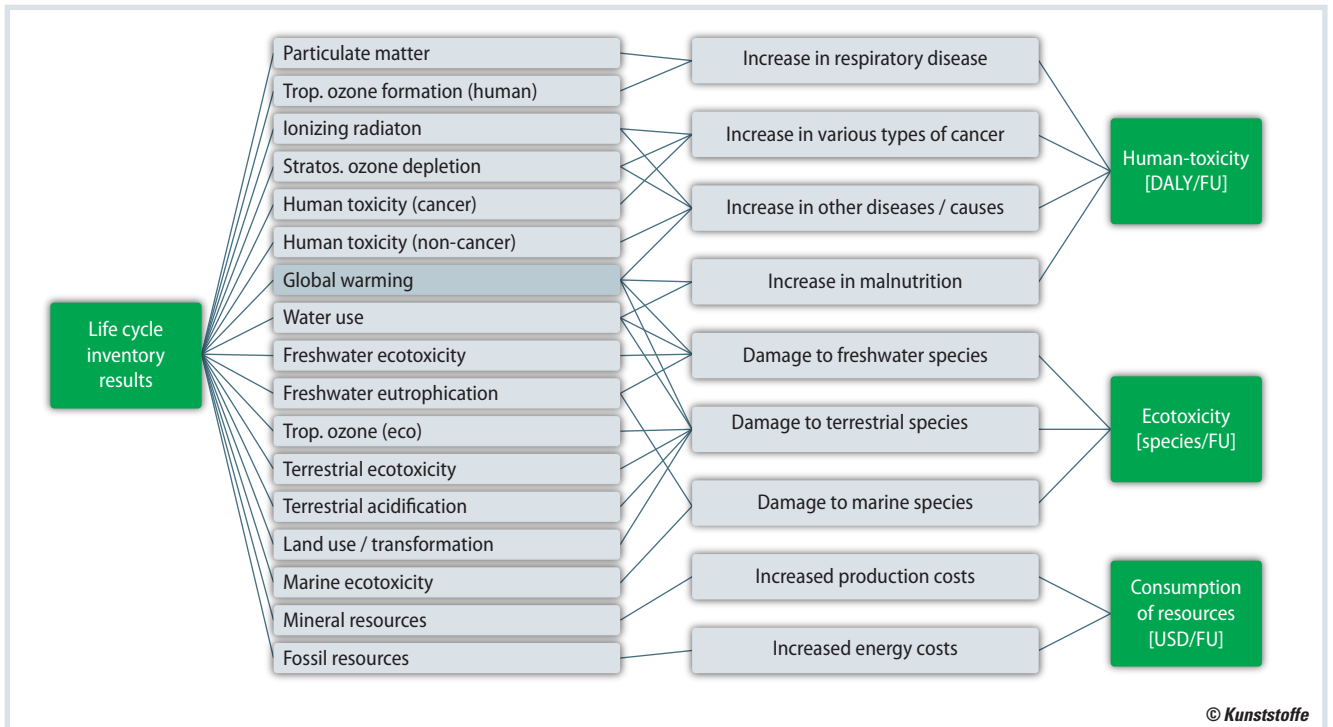 Life cycle
inventory
results
Particulate matter
Trop. ozone formation (human)
Ionizing radiaton
Stratos. ozone depletion
Human toxicity (cancer)
Human toxicity (non-cancer)
Global warming
Water use
Freshwater ecotoxicity
Freshwater eutrophication
Trop. ozone (eco)
Terrestrial ecotoxicity
Terrestrial acidification
Land use / transformation
Marine ecotoxicity
Mineral resources
Fossil resources
Increase in respiratory disease
Increase in various types of cancer
Increase in other diseases / causes
Increase in malnutrition
Damage to freshwater species
Damage to terrestrial species
Damage to marine species
Increased production costs
Increased energy costs
Human-toxicity
[DALY/FU]
Ecotoxicity
[species/FU]
Consumption
of resources
[USD/FU]
© Kunststoffe